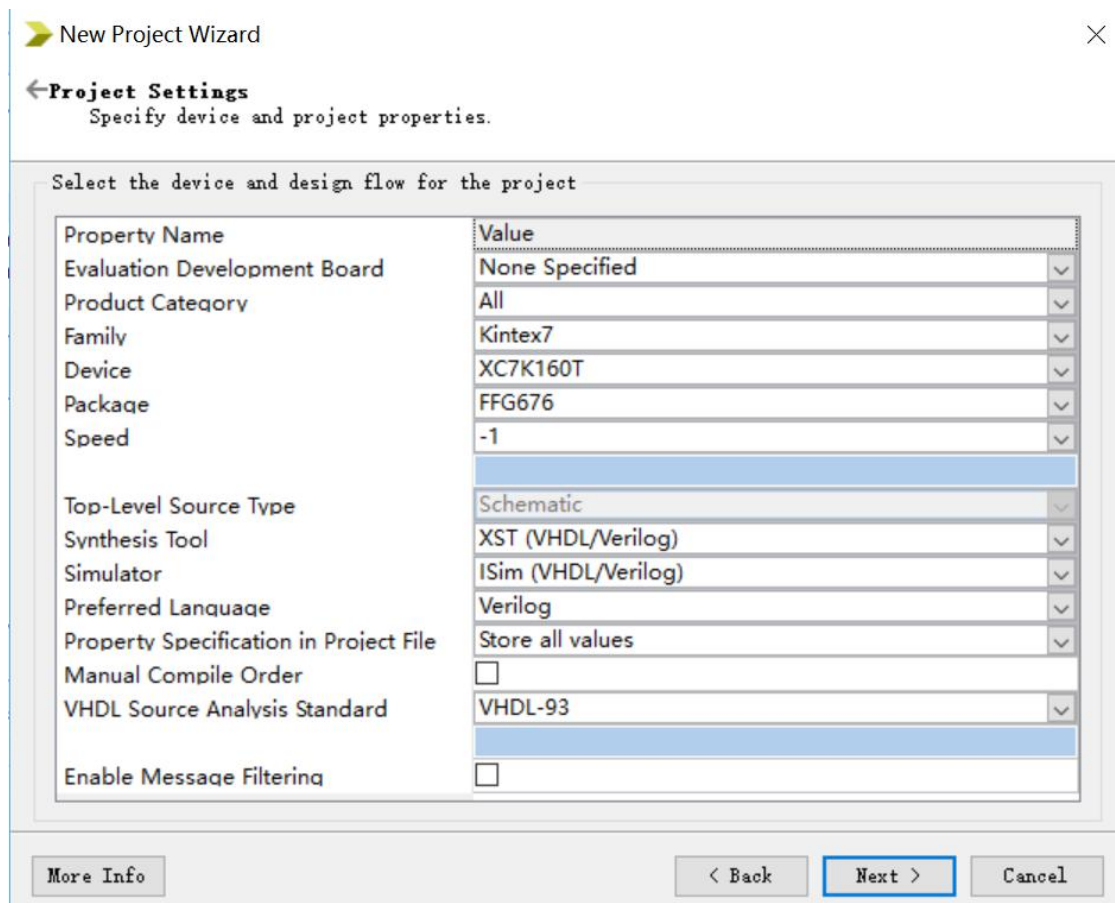 New Project Wizard
Project Settings
Specify device and project properties.
Select the device and design flow for the project
Property Name Value
Evaluation Development Board None Specified
Product Category All
Family Kintex7
Device XC7K160T
Package FFG676
Speed -1
Top-Level Source Type Schematic
Synthesis Tool XST (VHDL/Verilog)
Simulator ISim (VHDL/Verilog)
Preferred Language Verilog
Property Specification in Project File Store all values
Manual Compile Order
VHDL Source Analysis Standard VHDL-93
Enable Message Filtering
More Info < Back Next > Cancel